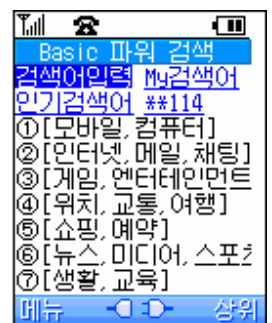 Basic 파워 검색
검색어입력 My검색어
인기검색어 **114
①[모바일,컴퓨터]
②[인터넷,메일,채팅]
③[게임,엔터테인먼트
④[위치,교통,여행]
⑤[쇼핑,예약]
⑥[뉴스,미디어,스포츠
⑦[생활,교육]
메뉴 상위